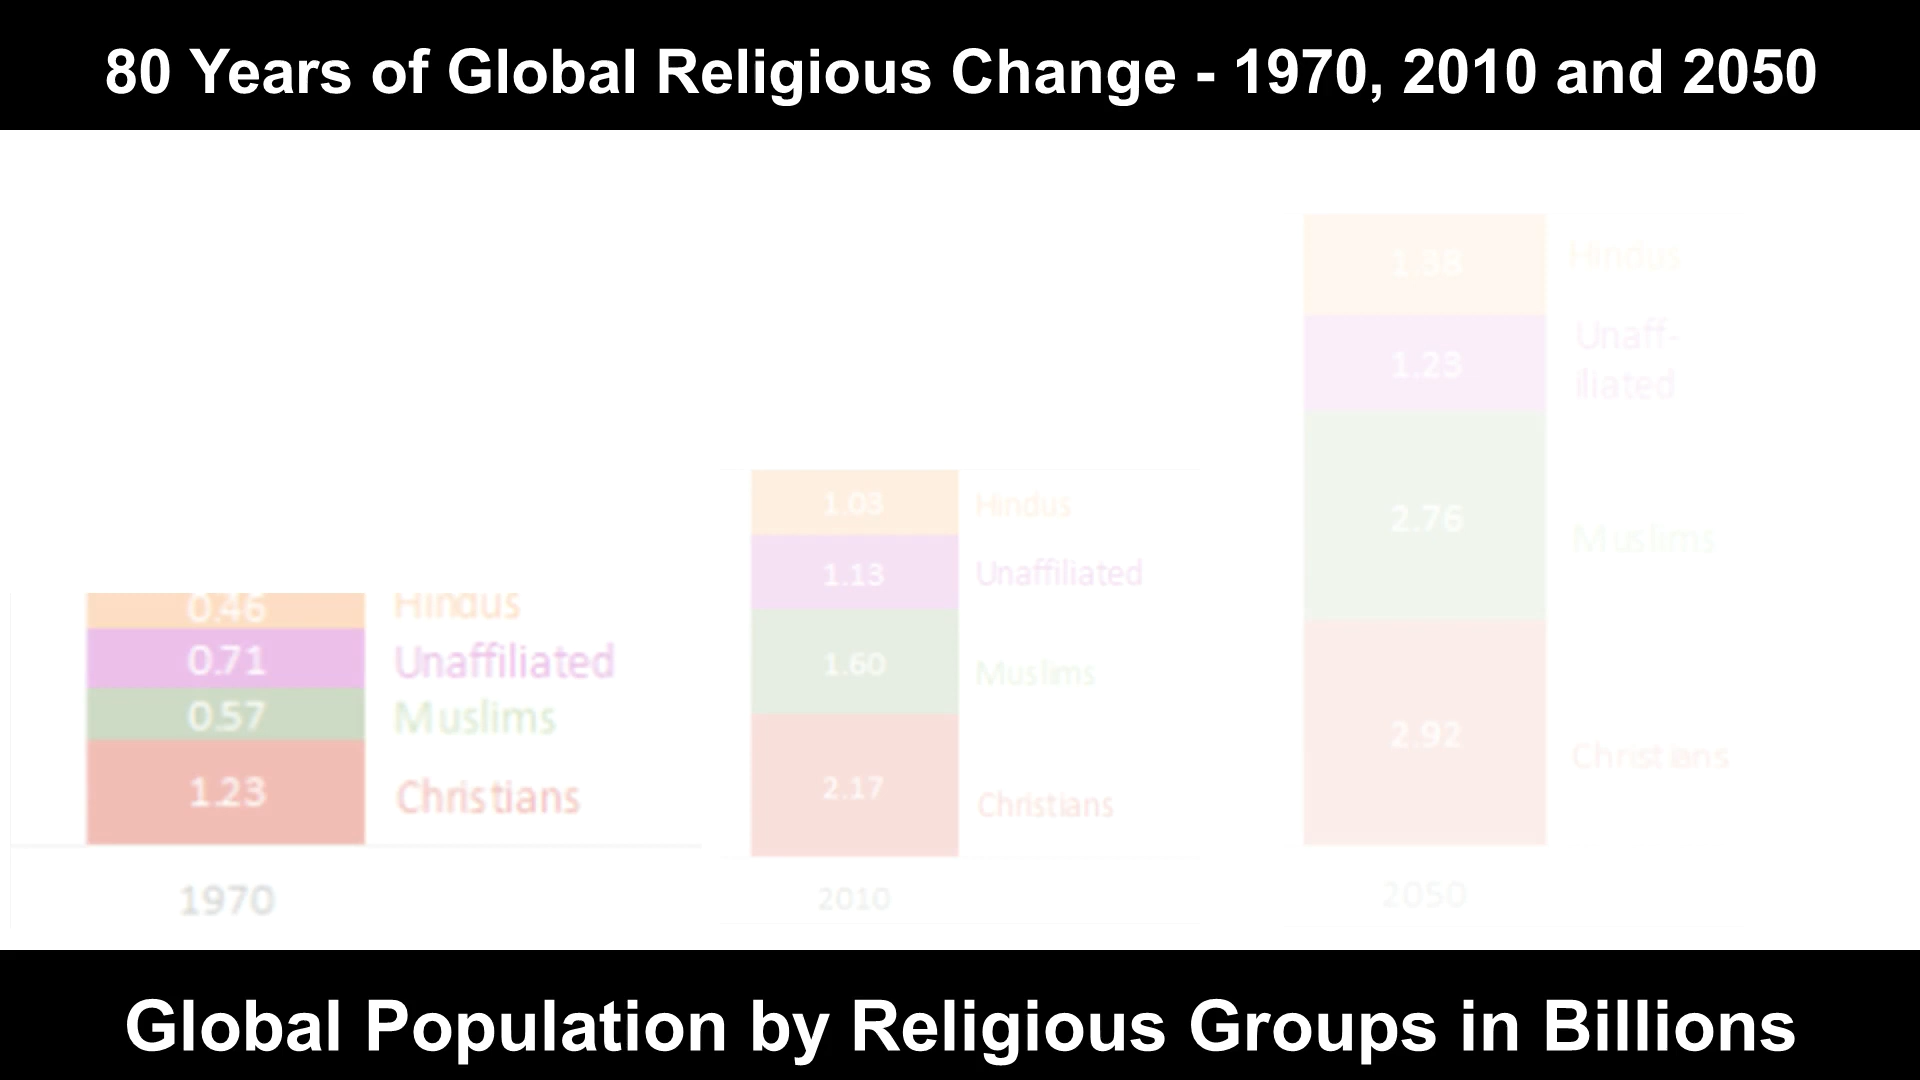 80 Years of Global Religious Change - 1970, 2010 and 2050
0.46 Hindus
0.71 Unaffiliated
0.57 Muslims
1.23 Christians
1970
1.03 Hindus
1.13 Unaffiliated
1.60 Muslims
2.17 Christians
2010
1.38 Hindus
1.23 Unaff-
iliated
2.76 Muslims
2.92 Christians
2050
Global Population by Religious Groups in Billions